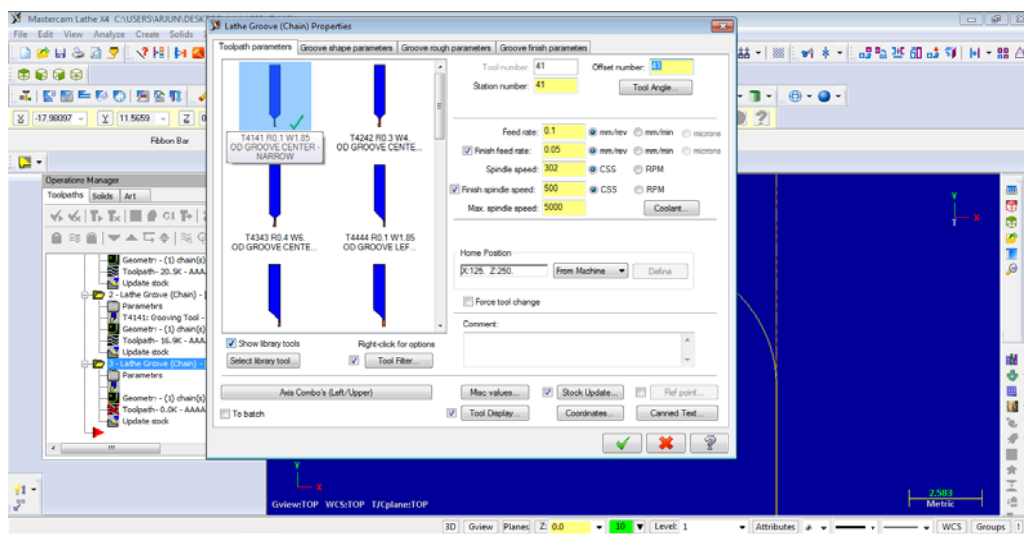 Mastercam Lathe X4 C:\USERS\ARJUN\DESK
File Edit View Analyze Create Solids
-17.98097 Y 11.5659 Z
Ribbon Bar
Operations Manager
Toolpaths Solids Art
Geometry - (1) chain(s)
Toolpath - 20.5K - AAA
Update stock
2 - Lathe Groove (Chain) - [
Parameters
T4141: Grooving Tool -
Geometry - (1) chain(s)
Toolpath - 16.9K - AAA
Update stock
3 - Lathe Groove (Chain) - [
Parameters
Geometry - (1) chain(s)
Toolpath - 0.0K - AAAA
Update stock
Lathe Groove (Chain) Properties
Toolpath parameters Groove shape parameters Groove rough parameters Groove finish parameters
T4141 R0.1 W1.85
OD GROOVE CENTER -
NARROW
T4242 R0.3 W4.
OD GROOVE CENTE...
T4343 R0.4 W6.
OD GROOVE CENTE...
T4444 R0.1 W1.85
OD GROOVE LEF...
Show library tools Right-click for options
Select library tool... Tool Filter...
Axis Combo's (Left/Upper)
To batch
Tool number: 41 Offset number: 41
Station number: 41 Tool Angle...
Feed rate: 0.1 mm/rev mm/min microns
Finish feed rate: 0.05 mm/rev mm/min microns
Spindle speed: 302 CSS RPM
Finish spindle speed: 500 CSS RPM
Max. spindle speed: 5000 Coolant...
Home Position
X:125. Z:250. From Machine Define
Force tool change
Comment:
Misc values... Stock Update... Ref point...
Tool Display... Coordinates... Canned Text...
Y
X
Y
X
Gview:TOP WCS:TOP T/Cplane:TOP
2.583
Metric
3D Gview Planes Z: 0.0 10 Level: 1 Attributes WCS Groups